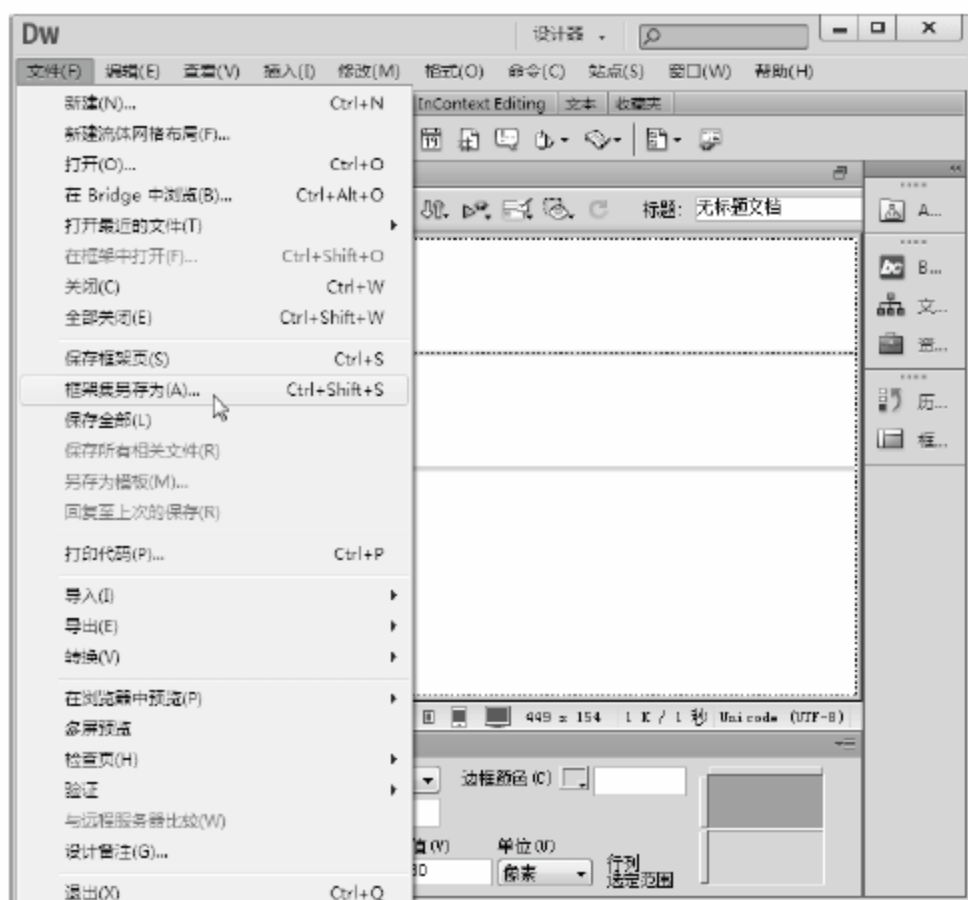 Dw 设计器
文件(F) 编辑(E) 查看(V) 插入(I) 修改(M) 格式(O) 命令(C) 站点(S) 窗口(W) 帮助(H)
新建(N)... Ctrl+N
新建流体网格布局(F)...
打开(O)... Ctrl+O
在 Bridge 中浏览(B)... Ctrl+Alt+O
打开最近的文件(T)
在框架中打开(F)... Ctrl+Shift+O
关闭(C) Ctrl+W
全部关闭(E) Ctrl+Shift+W
保存框架页(S) Ctrl+S
框架集另存为(A)... Ctrl+Shift+S
保存全部(L)
保存所有相关文件(R)
另存为模板(M)...
回复至上次的保存(R)
打印代码(P)... Ctrl+P
导入(I)
导出(E)
转换(V)
在浏览器中预览(P)
多屏预览
检查页(H)
验证
与远程服务器比较(W)
设计备注(G)...
退出(X) Ctrl+Q
InContext Editing 文本 收藏夹
标题: 无标题文档
A...
B...
文...
资...
历...
框...
449 x 154 1 K / 1 秒 Unicode (UTF-8)
边框颜色(C)
值(V) 单位(U)
像素
行列
选定范围